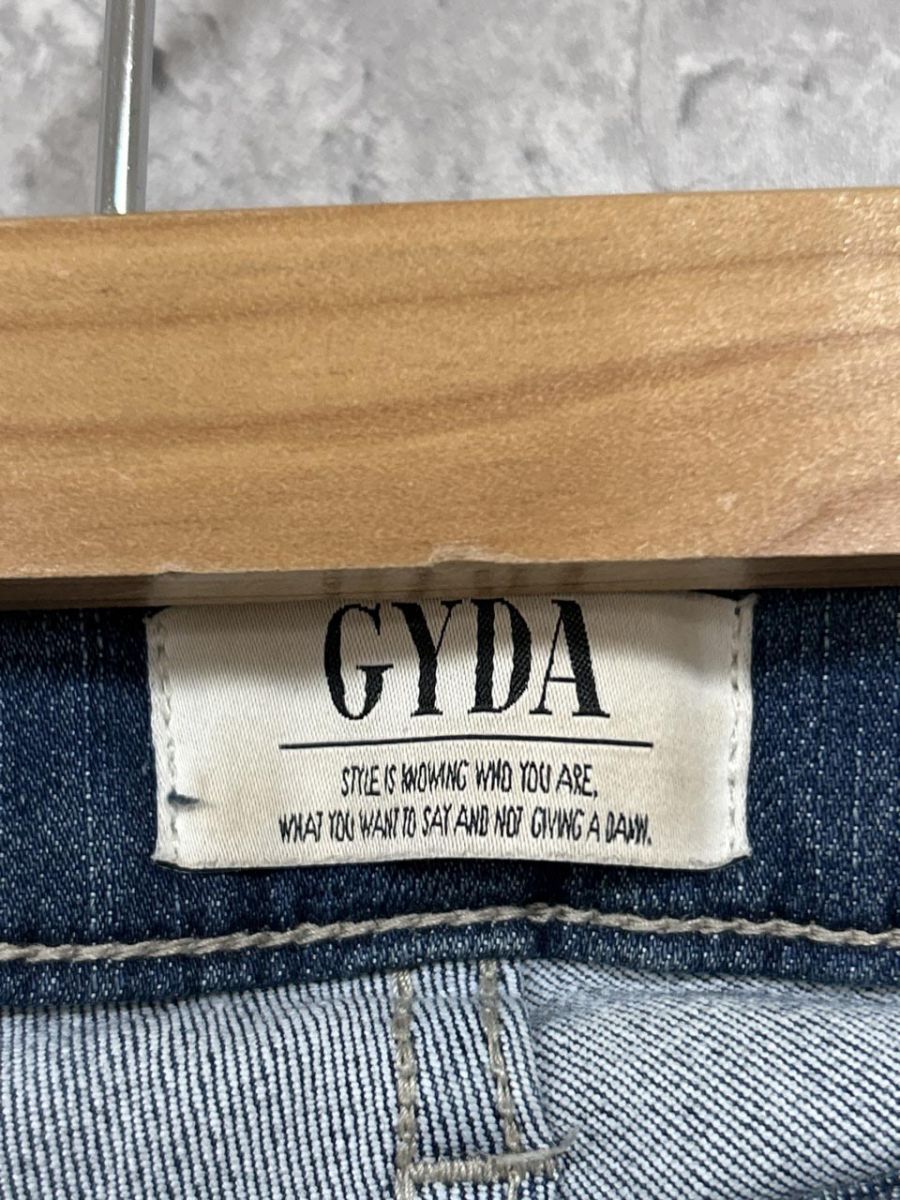 GYDA
STYLE IS KNOWING WHO YOU ARE,
WHAT YOU WANT TO SAY AND NOT GIVING A DAMN.